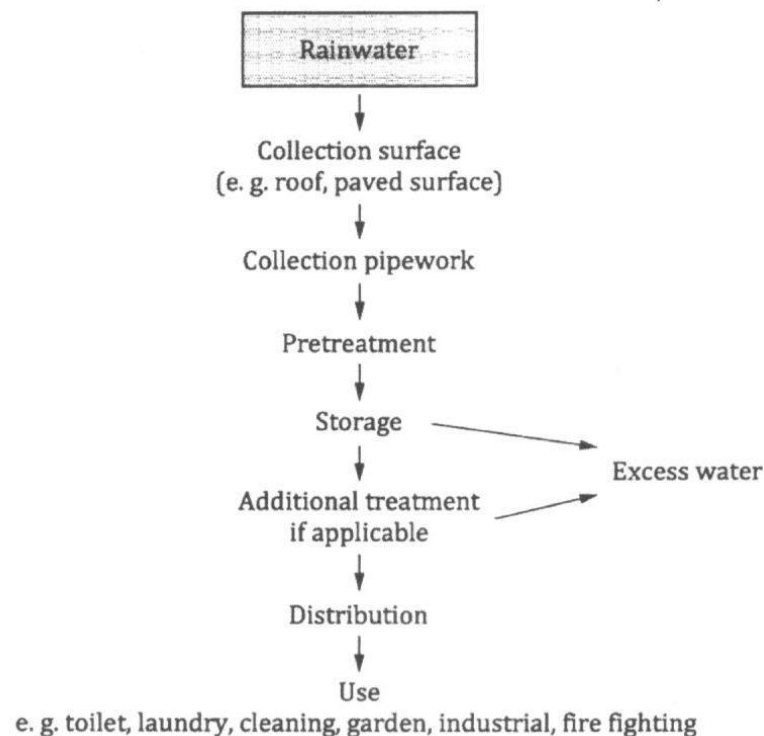 Rainwater
Collection surface
(e. g. roof, paved surface)
Collection pipework
Pretreatment
Storage
Excess water
Additional treatment
if applicable
Distribution
Use
e. g. toilet, laundry, cleaning, garden, industrial, fire fighting